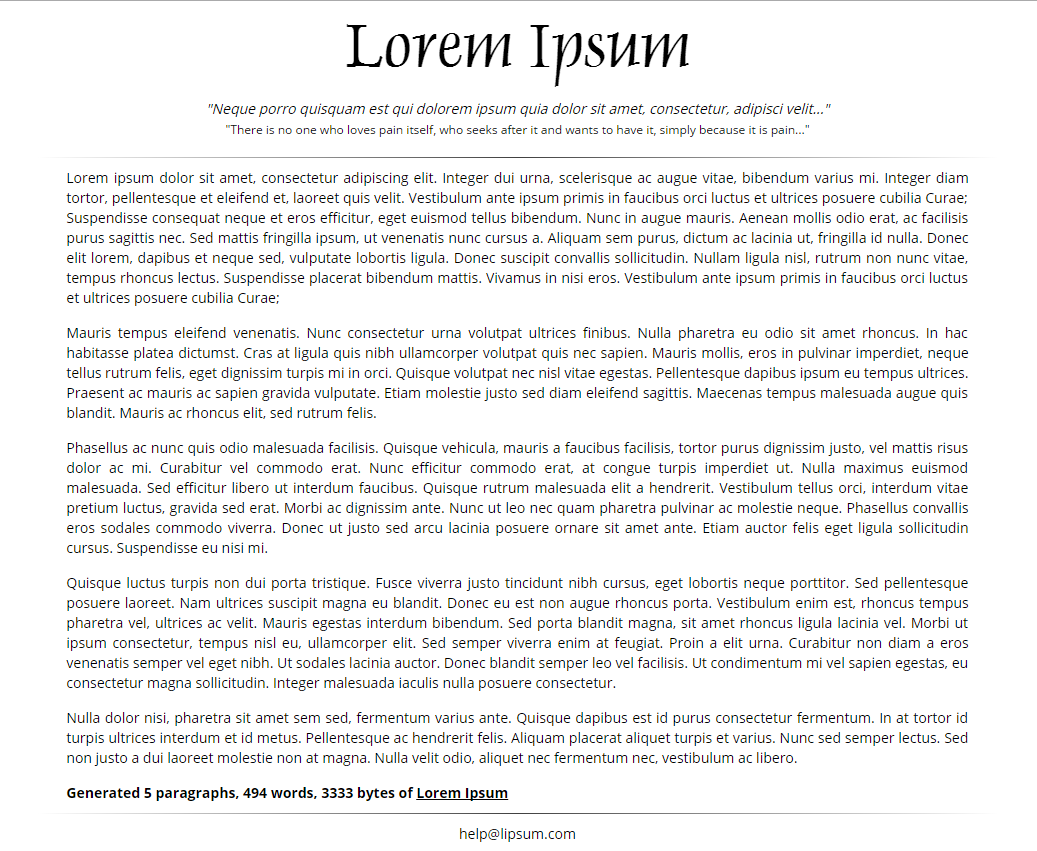 Lorem Ipsum
"Neque porro quisquam est qui dolorem ipsum quia dolor sit amet, consectetur, adipisci velit..."
"There is no one who loves pain itself, who seeks after it and wants to have it, simply because it is pain..."
Lorem ipsum dolor sit amet, consectetur adipiscing elit. Integer dui urna, scelerisque ac augue vitae, bibendum varius mi. Integer diam
tortor, pellentesque et eleifend et, laoreet quis velit. Vestibulum ante ipsum primis in faucibus orci luctus et ultrices posuere cubilia Curae;
Suspendisse consequat neque et eros efficitur, eget euismod tellus bibendum. Nunc in augue mauris. Aenean mollis odio erat, ac facilisis
purus sagittis nec. Sed mattis fringilla ipsum, ut venenatis nunc cursus a. Aliquam sem purus, dictum ac lacinia ut, fringilla id nulla. Donec
elit lorem, dapibus et neque sed, vulputate lobortis ligula. Donec suscipit convallis sollicitudin. Nullam ligula nisl, rutrum non nunc vitae,
tempus rhoncus lectus. Suspendisse placerat bibendum mattis. Vivamus in nisi eros. Vestibulum ante ipsum primis in faucibus orci luctus
et ultrices posuere cubilia Curae;
Mauris tempus eleifend venenatis. Nunc consectetur urna volutpat ultrices finibus. Nulla pharetra eu odio sit amet rhoncus. In hac
habitasse platea dictumst. Cras at ligula quis nibh ullamcorper volutpat quis nec sapien. Mauris mollis, eros in pulvinar imperdiet, neque
tellus rutrum felis, eget dignissim turpis mi in orci. Quisque volutpat nec nisl vitae egestas. Pellentesque dapibus ipsum eu tempus ultrices.
Praesent ac mauris ac sapien gravida vulputate. Etiam molestie justo sed diam eleifend sagittis. Maecenas tempus malesuada augue quis
blandit. Mauris ac rhoncus elit, sed rutrum felis.
Phasellus ac nunc quis odio malesuada facilisis. Quisque vehicula, mauris a faucibus facilisis, tortor purus dignissim justo, vel mattis risus
dolor ac mi. Curabitur vel commodo erat. Nunc efficitur commodo erat, at congue turpis imperdiet ut. Nulla maximus euismod
malesuada. Sed efficitur libero ut interdum faucibus. Quisque rutrum malesuada elit a hendrerit. Vestibulum tellus orci, interdum vitae
pretium luctus, gravida sed erat. Morbi ac dignissim ante. Nunc ut leo nec quam pharetra pulvinar ac molestie neque. Phasellus convallis
eros sodales commodo viverra. Donec ut justo sed arcu lacinia posuere ornare sit amet ante. Etiam auctor felis eget ligula sollicitudin
cursus. Suspendisse eu nisi mi.
Quisque luctus turpis non dui porta tristique. Fusce viverra justo tincidunt nibh cursus, eget lobortis neque porttitor. Sed pellentesque
posuere laoreet. Nam ultrices suscipit magna eu blandit. Donec eu est non augue rhoncus porta. Vestibulum enim est, rhoncus tempus
pharetra vel, ultrices ac velit. Mauris egestas interdum bibendum. Sed porta blandit magna, sit amet rhoncus ligula lacinia vel. Morbi ut
ipsum consectetur, tempus nisl eu, ullamcorper elit. Sed semper viverra enim at feugiat. Proin a elit urna. Curabitur non diam a eros
venenatis semper vel eget nibh. Ut sodales lacinia auctor. Donec blandit semper leo vel facilisis. Ut condimentum mi vel sapien egestas, eu
consectetur magna sollicitudin. Integer malesuada iaculis nulla posuere consectetur.
Nulla dolor nisi, pharetra sit amet sem sed, fermentum varius ante. Quisque dapibus est id purus consectetur fermentum. In at tortor id
turpis ultrices interdum et id metus. Pellentesque ac hendrerit felis. Aliquam placerat aliquet turpis et varius. Nunc sed semper lectus. Sed
non justo a dui laoreet molestie non at magna. Nulla velit odio, aliquet nec fermentum nec, vestibulum ac libero.
Generated 5 paragraphs, 494 words, 3333 bytes of Lorem Ipsum
help@lipsum.com